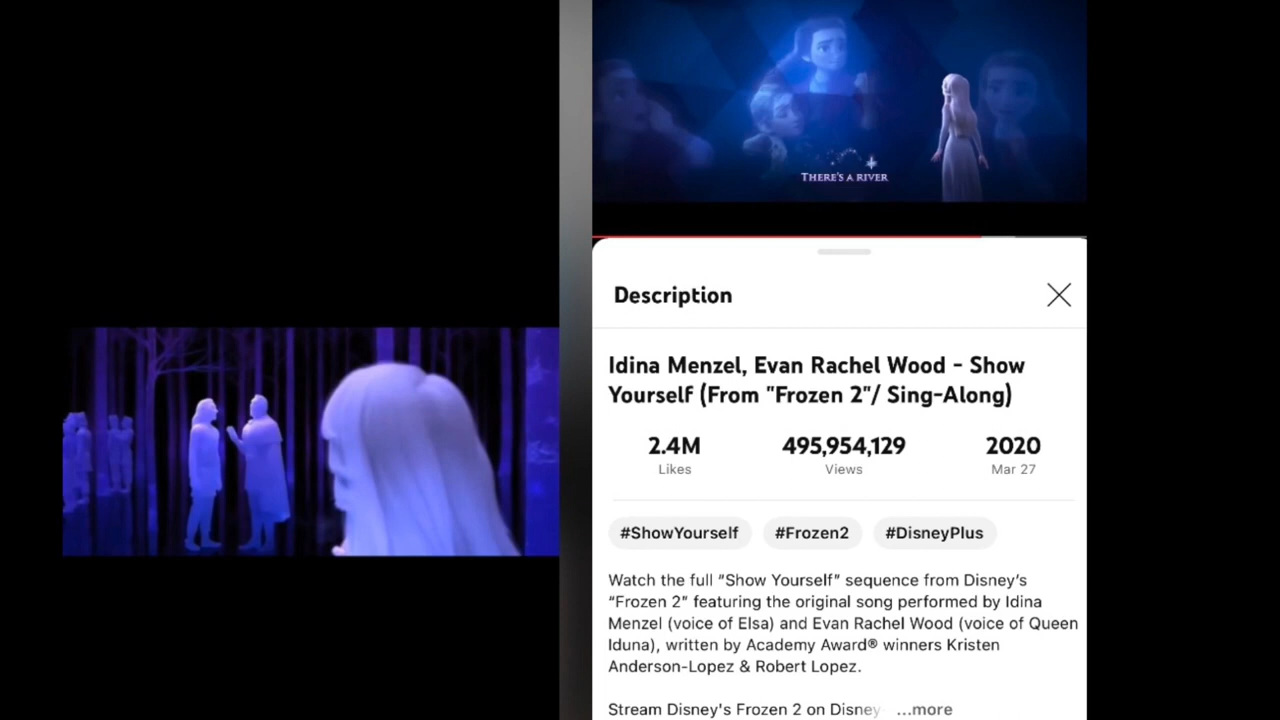 THERE'S A RIVER
Description
Idina Menzel, Evan Rachel Wood - Show
Yourself (From "Frozen 2"/ Sing-Along)
2.4M 495,954,129 2020
Likes Views Mar 27
#ShowYourself #Frozen2 #DisneyPlus
Watch the full “Show Yourself” sequence from Disney’s
“Frozen 2” featuring the original song performed by Idina
Menzel (voice of Elsa) and Evan Rachel Wood (voice of Queen
Iduna), written by Academy Award® winners Kristen
Anderson-Lopez & Robert Lopez.
Stream Disney's Frozen 2 on Disney ...more